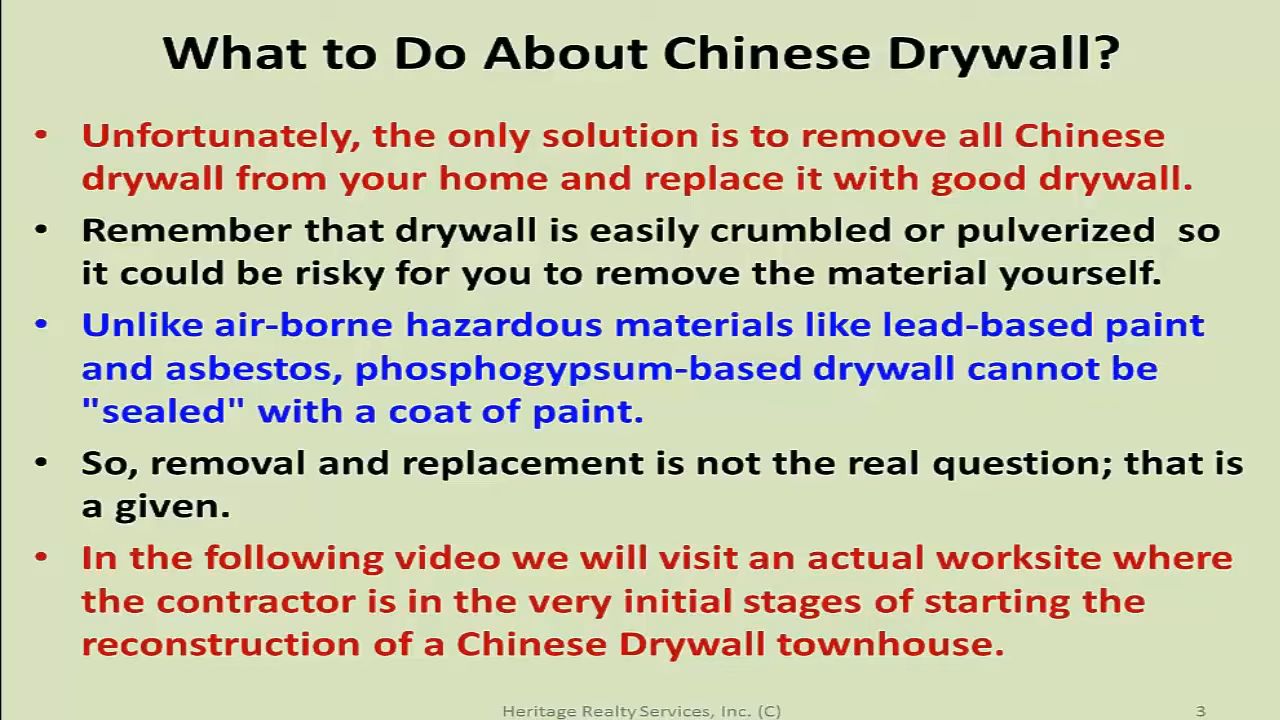 What to Do About Chinese Drywall?
• Unfortunately, the only solution is to remove all Chinese
drywall from your home and replace it with good drywall.
• Remember that drywall is easily crumbled or pulverized  so
it could be risky for you to remove the material yourself.
• Unlike air-borne hazardous materials like lead-based paint
and asbestos, phosphogypsum-based drywall cannot be
"sealed" with a coat of paint.
• So, removal and replacement is not the real question; that is
a given.
• In the following video we will visit an actual worksite where
the contractor is in the very initial stages of starting the
reconstruction of a Chinese Drywall townhouse.
Heritage Realty Services, Inc. (C) 3